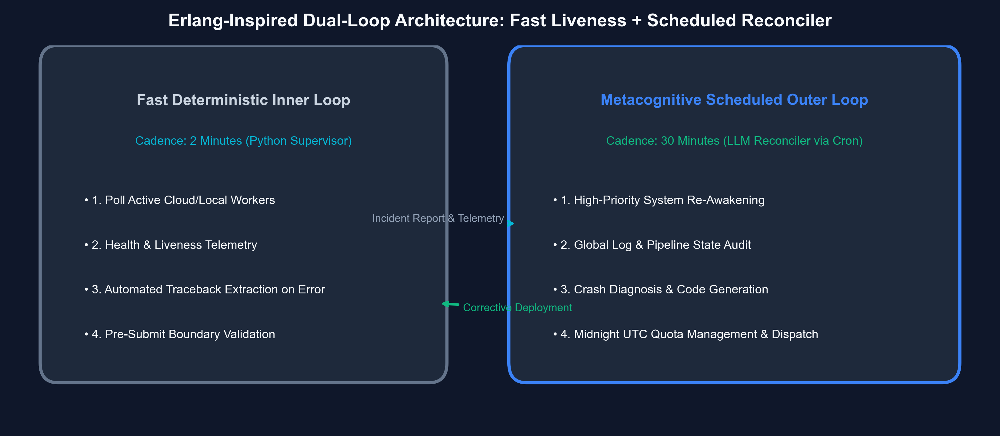 Erlang-Inspired Dual-Loop Architecture: Fast Liveness + Scheduled Reconciler
Fast Deterministic Inner Loop
Cadence: 2 Minutes (Python Supervisor)
• 1. Poll Active Cloud/Local Workers
• 2. Health & Liveness Telemetry
• 3. Automated Traceback Extraction on Error
• 4. Pre-Submit Boundary Validation
Incident Report & Telemetry
Corrective Deployment
Metacognitive Scheduled Outer Loop
Cadence: 30 Minutes (LLM Reconciler via Cron)
• 1. High-Priority System Re-Awakening
• 2. Global Log & Pipeline State Audit
• 3. Crash Diagnosis & Code Generation
• 4. Midnight UTC Quota Management & Dispatch